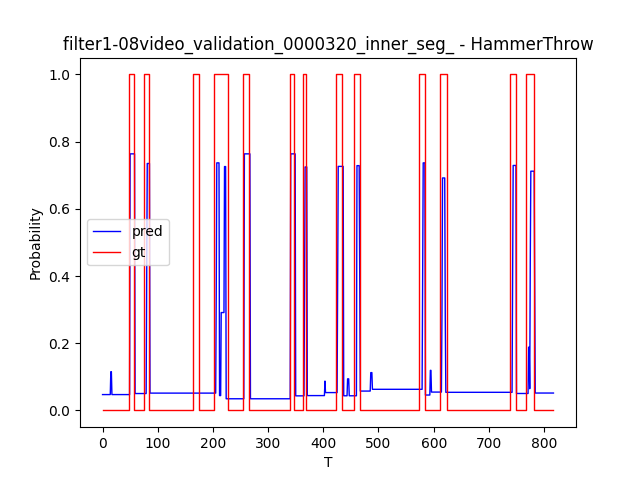 filter1-08video_validation_0000320_inner_seg_ - HammerThrow
1.0
0.8
0.6
0.4
0.2
0.0
Probability
pred
gt
0 100 200 300 400 500 600 700 800
T